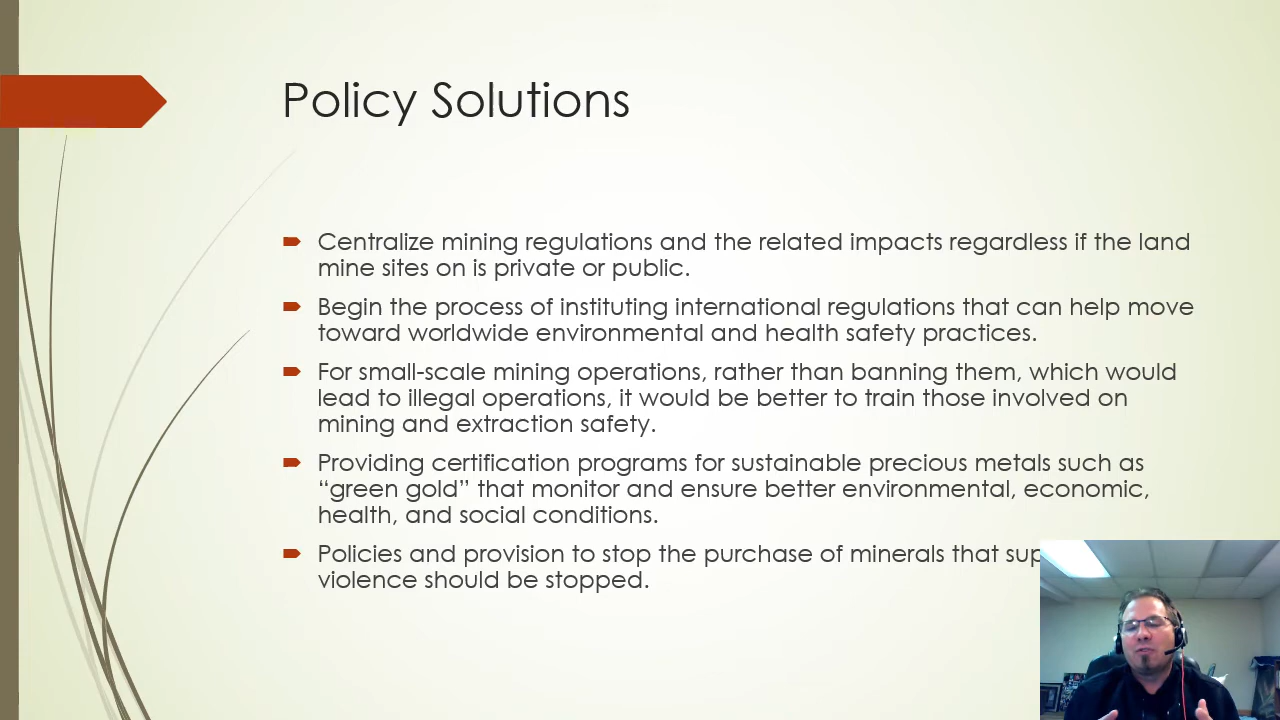 Policy Solutions
Centralize mining regulations and the related impacts regardless if the land
mine sites on is private or public.
Begin the process of instituting international regulations that can help move
toward worldwide environmental and health safety practices.
For small-scale mining operations, rather than banning them, which would
lead to illegal operations, it would be better to train those involved on
mining and extraction safety.
Providing certification programs for sustainable precious metals such as
“green gold” that monitor and ensure better environmental, economic,
health, and social conditions.
Policies and provision to stop the purchase of minerals that
violence should be stopped.